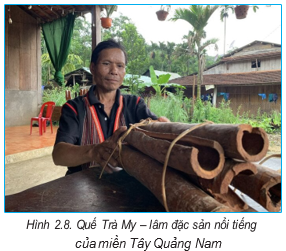 Hình 2.8. Quế Trà My – lâm đặc sản nổi tiếng
của miền Tây Quảng Nam